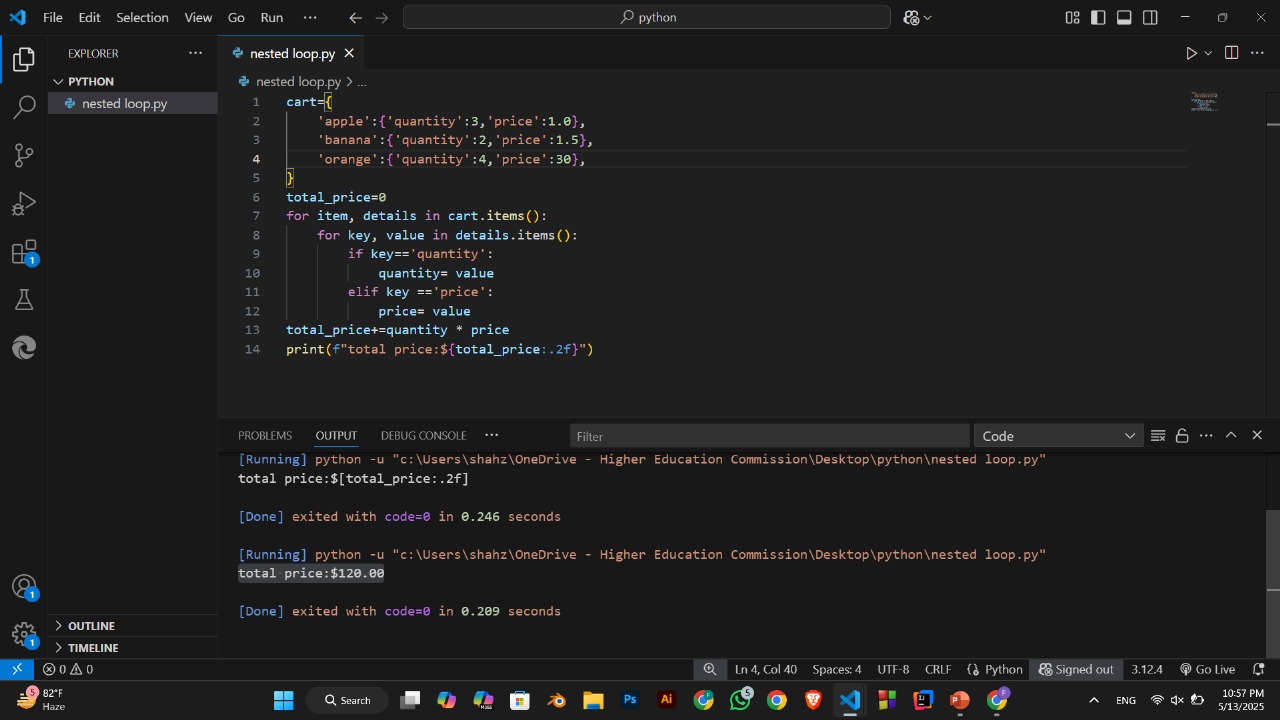 File Edit Selection View Go Run ··· python
EXPLORER ···
PYTHON
nested loop.py
nested loop.py
nested loop.py > ...
1 cart={
2 'apple':{'quantity':3,'price':1.0},
3 'banana':{'quantity':2,'price':1.5},
4 'orange':{'quantity':4,'price':30},
5 }
6 total_price=0
7 for item, details in cart.items():
8 for key, value in details.items():
9 if key=='quantity':
10 quantity= value
11 elif key =='price':
12 price= value
13 total_price+=quantity * price
14 print(f"total price:${total_price:.2f}")
1
PROBLEMS OUTPUT DEBUG CONSOLE ··· Filter Code ···
[Running] python -u "c:\Users\shahz\OneDrive - Higher Education Commission\Desktop\python\nested loop.py"
total price:$[total_price:.2f]
[Done] exited with code=0 in 0.246 seconds
[Running] python -u "c:\Users\shahz\OneDrive - Higher Education Commission\Desktop\python\nested loop.py"
total price:$120.00
[Done] exited with code=0 in 0.209 seconds
1
1
OUTLINE
TIMELINE
0 0 Ln 4, Col 40 Spaces: 4 UTF-8 CRLF Python Signed out 3.12.4 Go Live
5 82°F
Haze
Search
M365
Ps
Ai
5
F
ENG
10:57 PM
5/13/2025